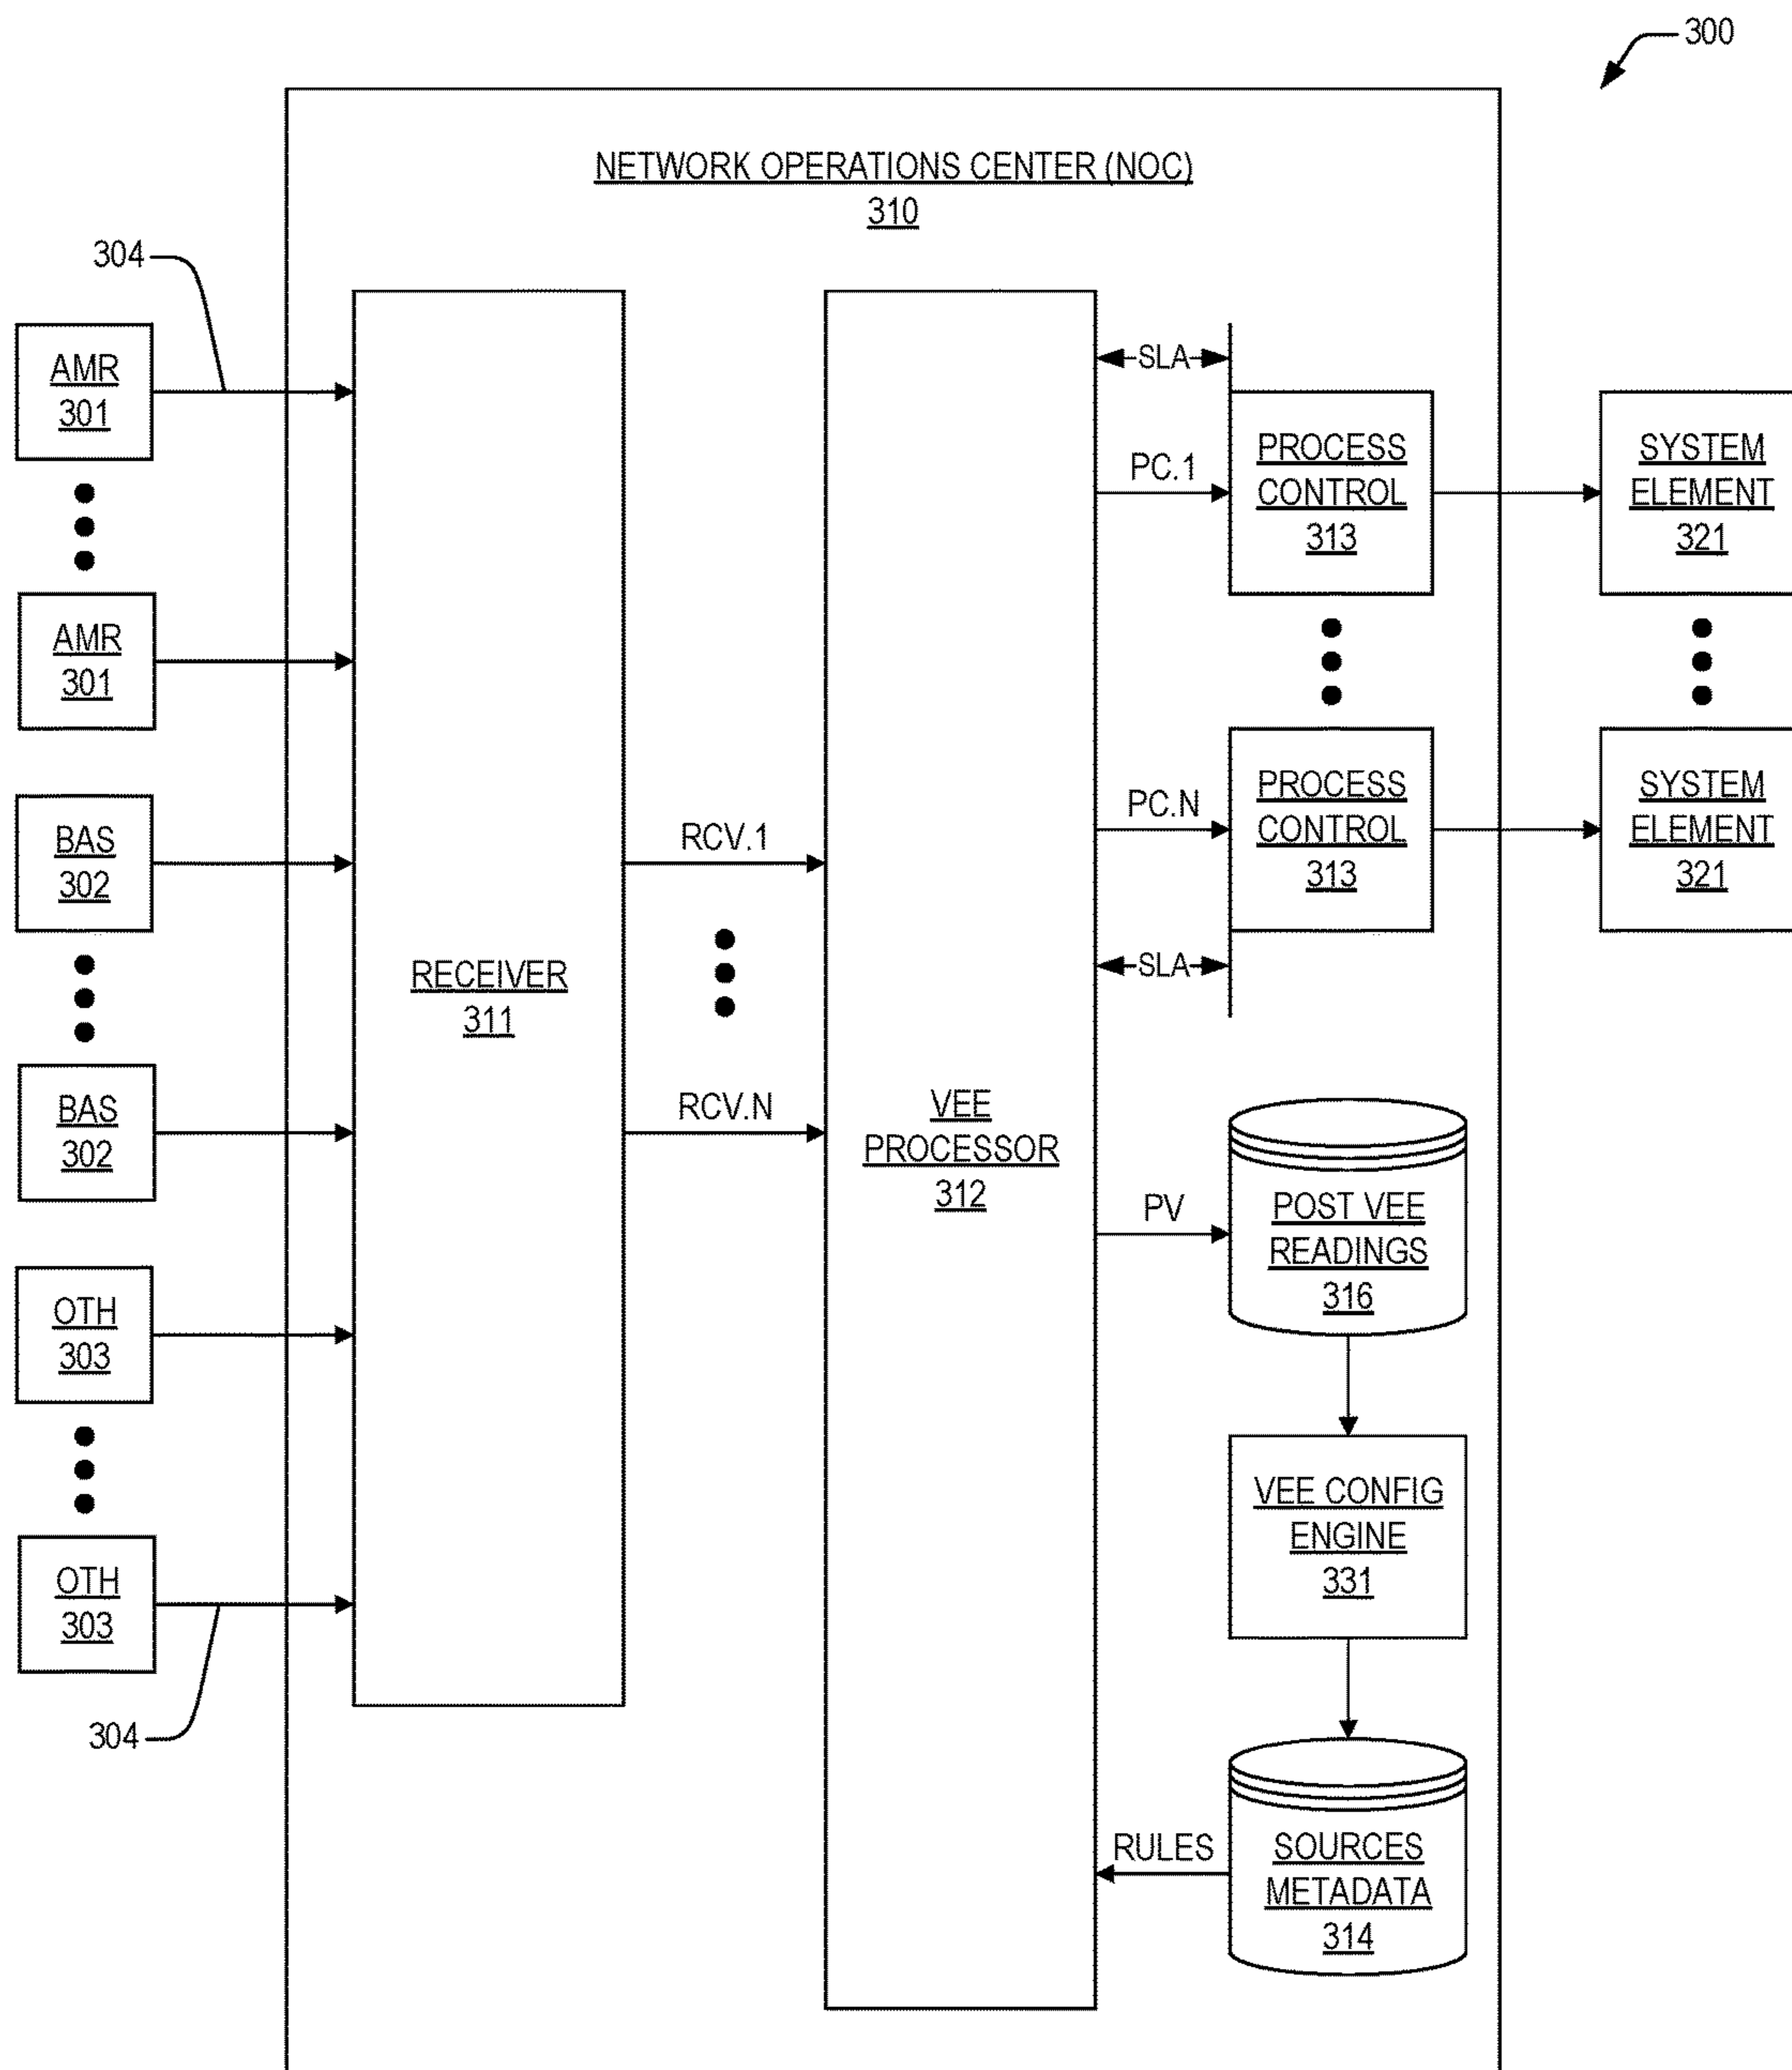 300
NETWORK OPERATIONS CENTER (NOC)
310
304
AMR
301
AMR
301
BAS
302
BAS
302
OTH
303
OTH
303
304
RECEIVER
311
RCV.1
RCV.N
VEE
PROCESSOR
312
SLA
PC.1
PC.N
SLA
PV
RULES
PROCESS
CONTROL
313
PROCESS
CONTROL
313
SYSTEM
ELEMENT
321
SYSTEM
ELEMENT
321
POST VEE
READINGS
316
VEE CONFIG
ENGINE
331
SOURCES
METADATA
314